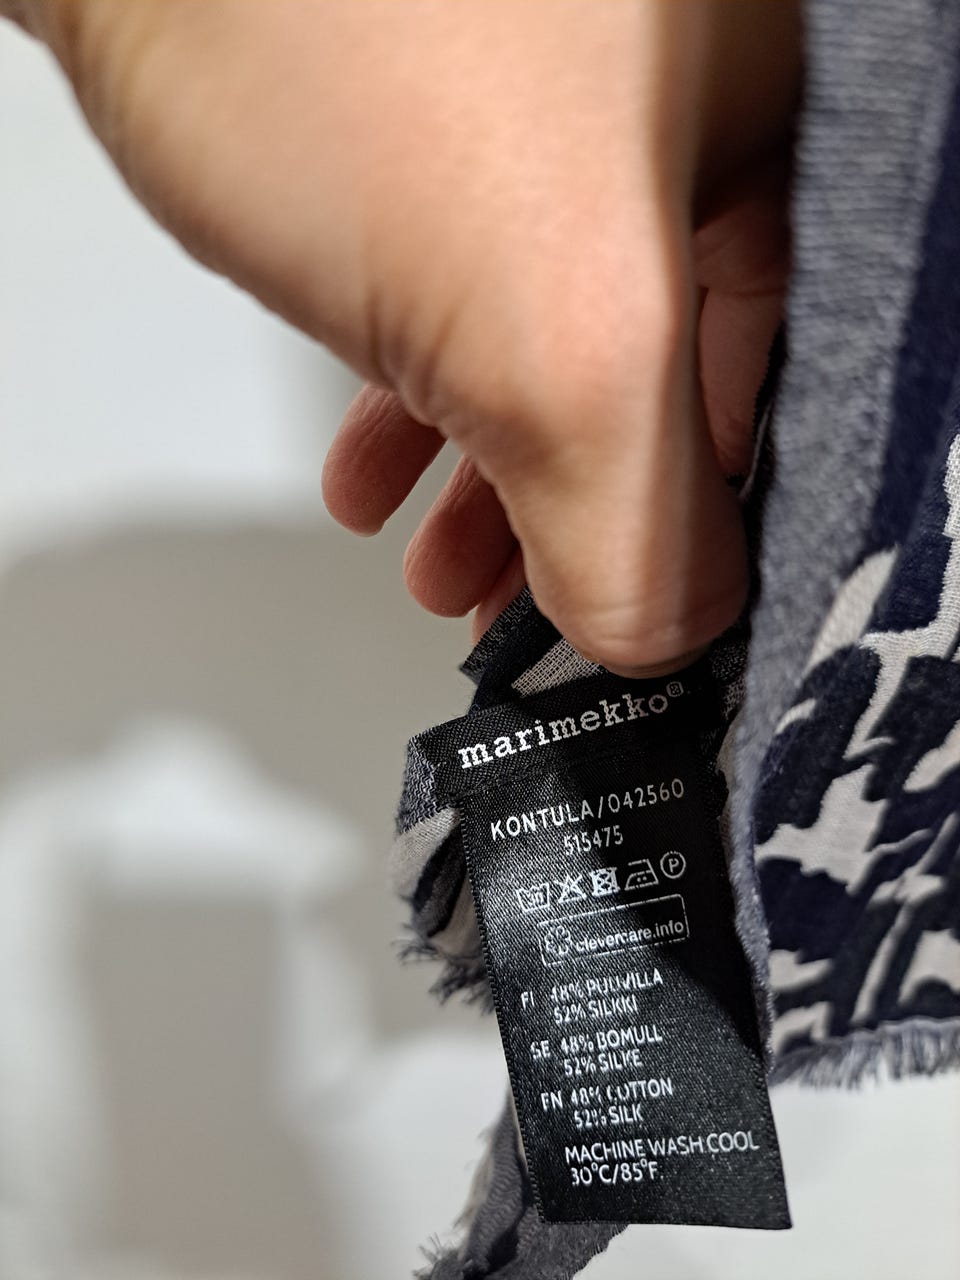 marimekko®
KONTULA/042560
515475
30 P
clevercare.info
FI 48% PUUVILLA
52% SILKKI
SE 48% BOMULL
52% SILKE
EN 48% COTTON
52% SILK
MACHINE WASH COOL
30°C/85°F.